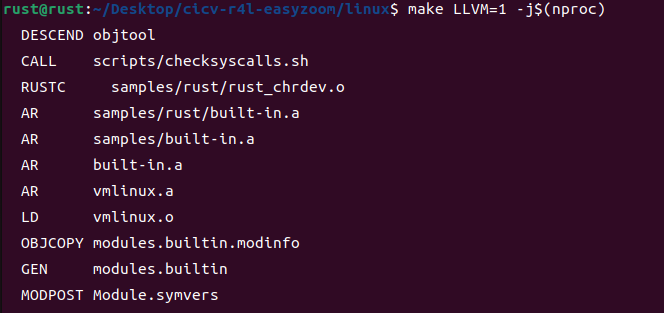 rust@rust:~/Desktop/cicv-r4l-easyzoom/linux$ make LLVM=1 -j$(nproc)
DESCEND objtool
CALL scripts/checksyscalls.sh
RUSTC samples/rust/rust_chrdev.o
AR samples/rust/built-in.a
AR samples/built-in.a
AR built-in.a
AR vmlinux.a
LD vmlinux.o
OBJCOPY modules.builtin.modinfo
GEN modules.builtin
MODPOST Module.symvers